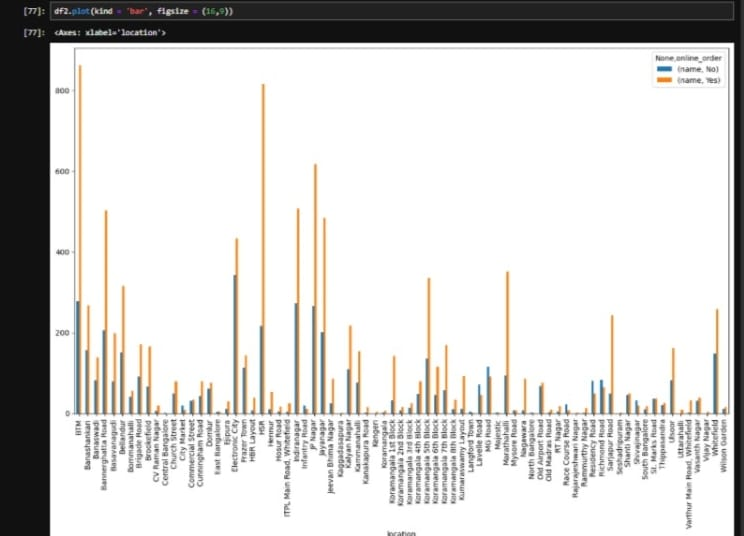 [77]: df2.plot(kind = 'bar', figsize = (16,9))
[77]: <Axes: xlabel='location'>
None,online_order
(name, No)
(name, Yes)
800
600
400
200
0
BTM
Banashankari
Banaswadi
Bannerghatta Road
Basavanagudi
Bellandur
Bommanahalli
Brigade Road
Brookefield
CV Raman Nagar
Central Bangalore
Church Street
City Market
Commercial Street
Cunningham Road
Domlur
East Bangalore
Ejipura
Electronic City
Frazer Town
HBR Layout
HSR
Hennur
Hosur Road
ITPL Main Road, Whitefield
Indiranagar
Infantry Road
JP Nagar
Jayanagar
Jeevan Bhima Nagar
Kaggadasapura
Kalyan Nagar
Kammanahalli
Kanakapura Road
Kengeri
Koramangala
Koramangala 1st Block
Koramangala 2nd Block
Koramangala 3rd Block
Koramangala 4th Block
Koramangala 5th Block
Koramangala 6th Block
Koramangala 7th Block
Koramangala 8th Block
Kumaraswamy Layout
Langford Town
Lavelle Road
MG Road
Majestic
Marathahalli
Mysore Road
Nagawara
North Bangalore
Old Airport Road
Old Madras Road
RT Nagar
Race Course Road
Rajarajeshwari Nagar
Rammurthy Nagar
Residency Road
Richmond Road
Sarjapur Road
Seshadripuram
Shanti Nagar
Shivajinagar
South Bangalore
St. Marks Road
Thippasandra
Ulsoor
Uttarahalli
Varthur Main Road, Whitefield
Vasanth Nagar
Vijay Nagar
Whitefield
Wilson Garden
location